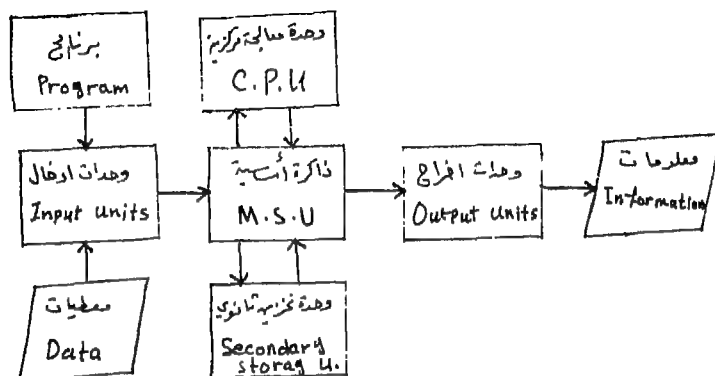 برنامج
Program
وحدة معالجة مركزية
C.P.U
وحدات ادخال
Input Units
ذاكرة أساسية
M.S.U
وحدات اخراج
Output Units
معلومات
Information
معطيات
Data
وحدة تخزين ثانوي
Secondary
storag U.